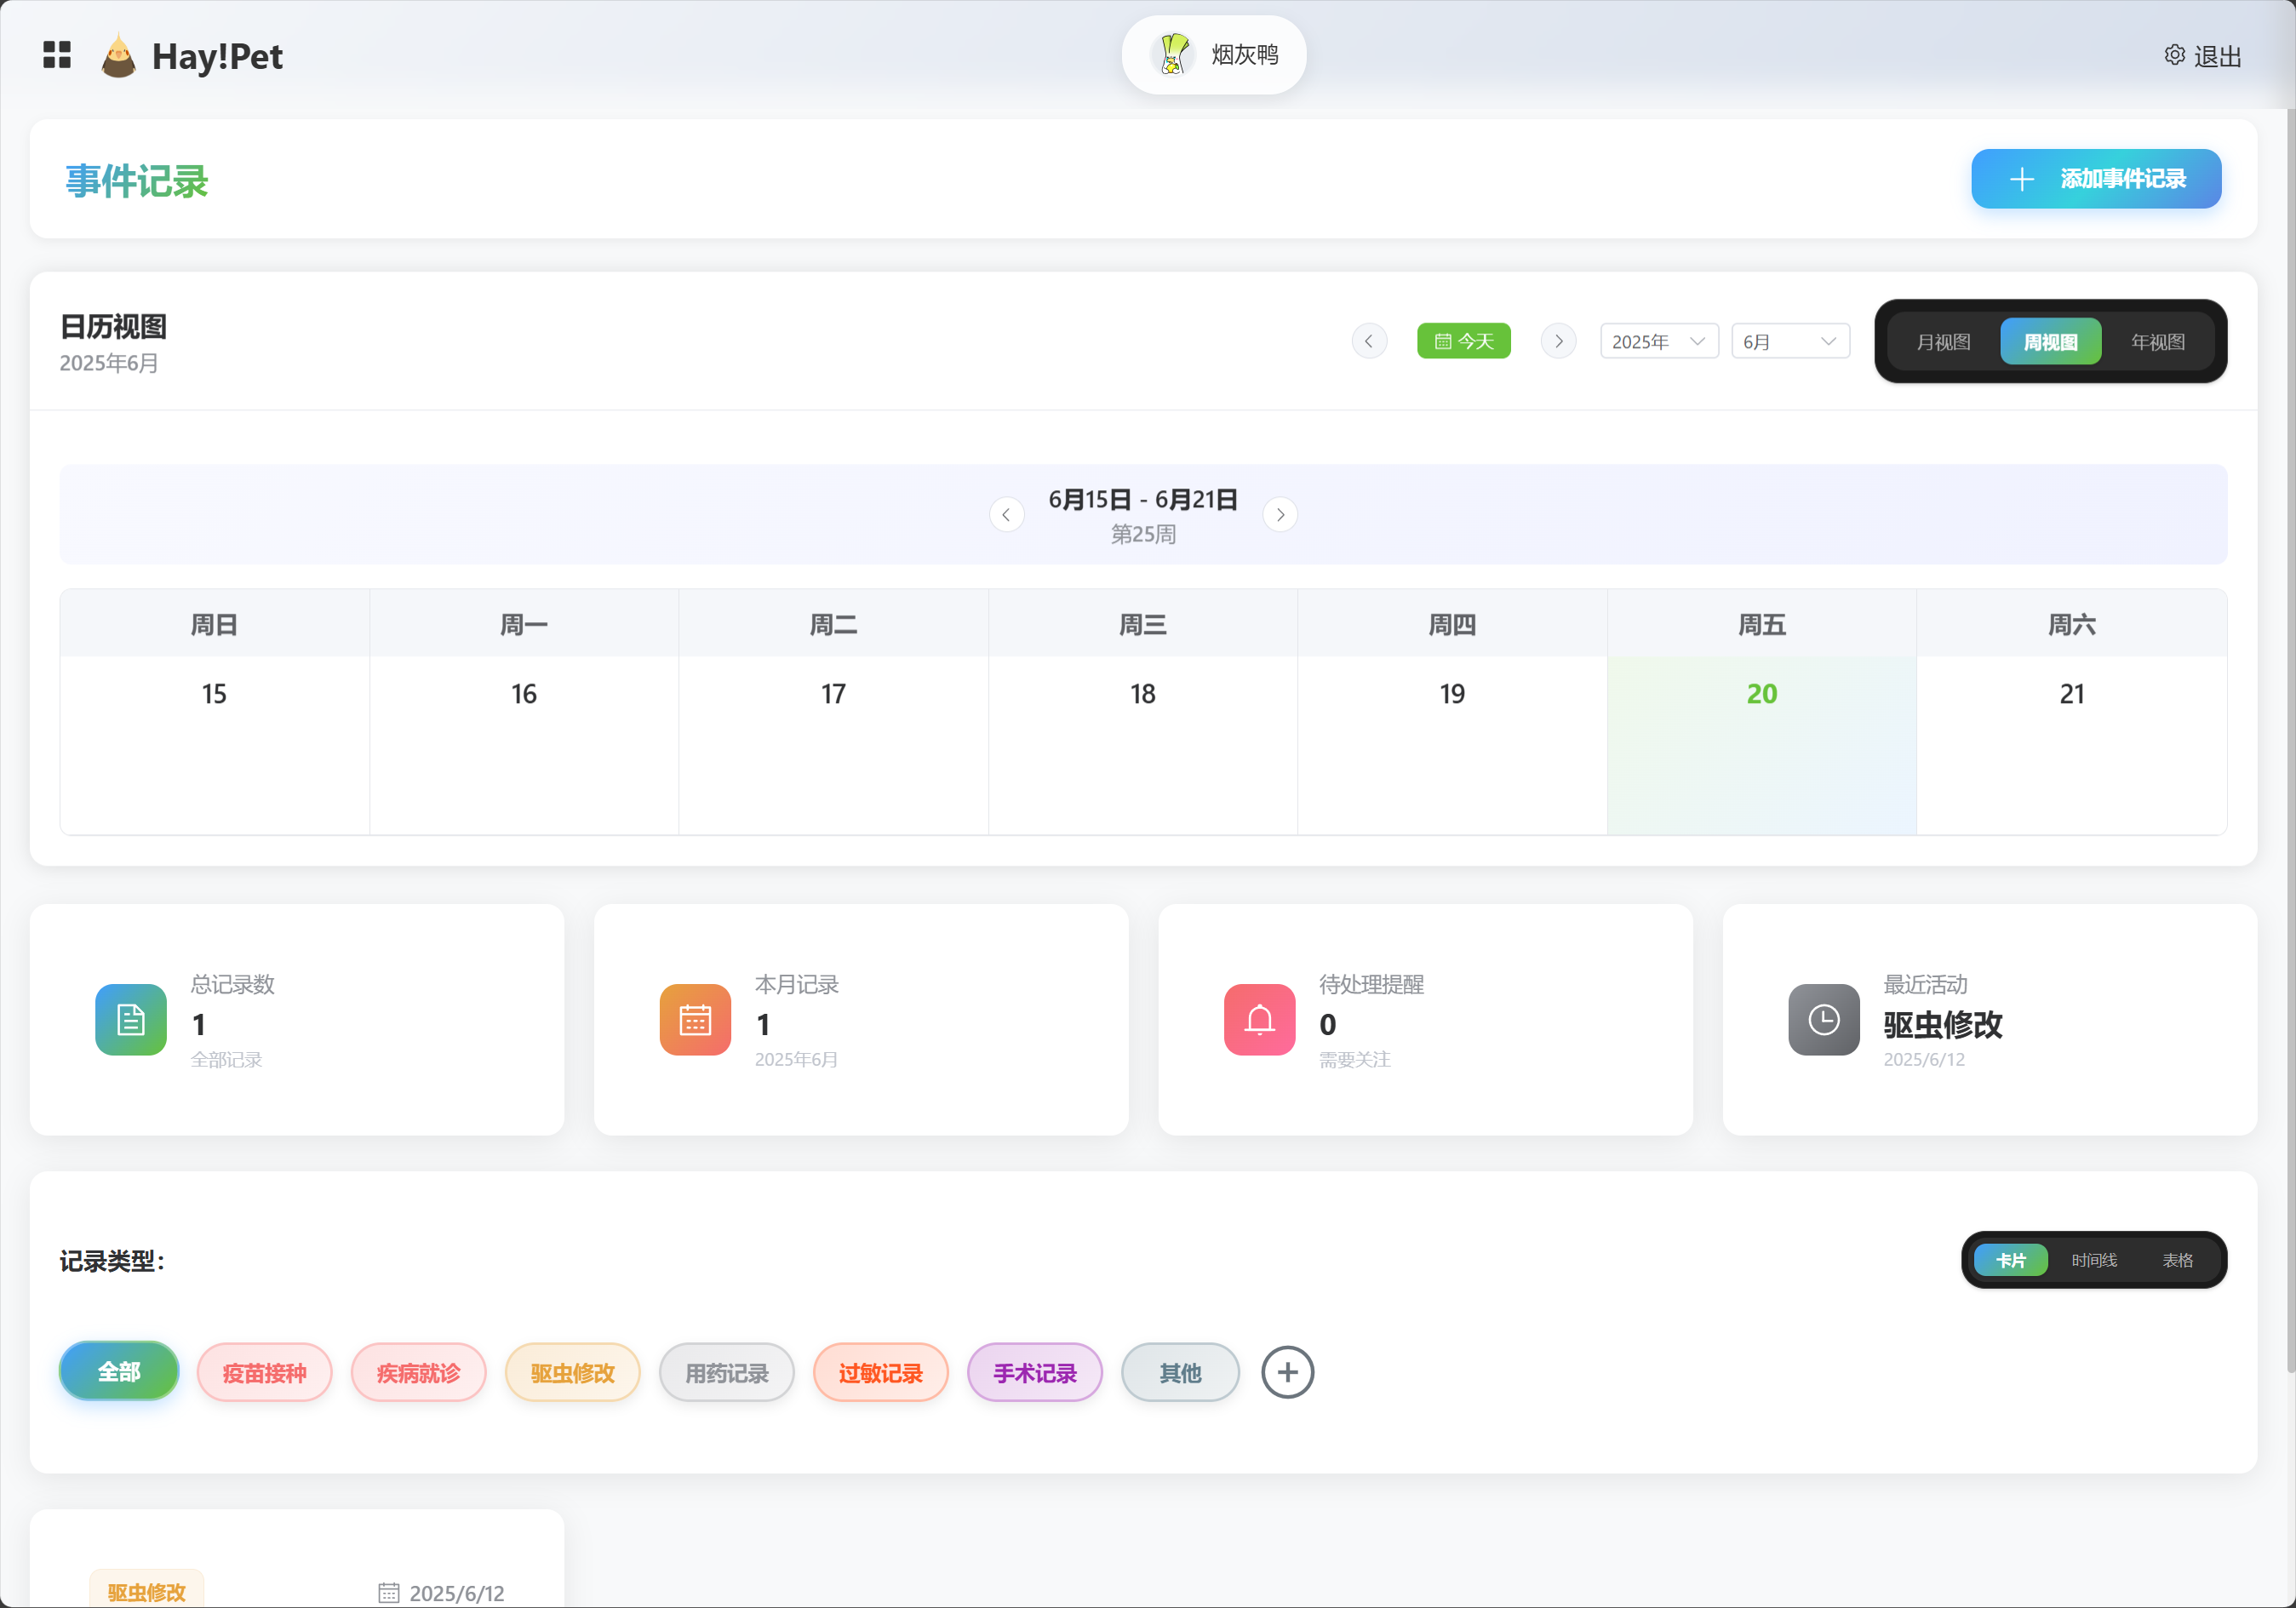 Hay!Pet
烟灰鸭
退出
事件记录
添加事件记录
日历视图
2025年6月
今天
2025年
6月
月视图
周视图
年视图
6月15日 - 6月21日
第25周
周日 周一 周二 周三 周四 周五 周六
15 16 17 18 19 20 21
总记录数
1
全部记录
本月记录
1
2025年6月
待处理提醒
0
需要关注
最近活动
驱虫修改
2025/6/12
记录类型：
卡片
时间线
表格
全部
疫苗接种
疾病就诊
驱虫修改
用药记录
过敏记录
手术记录
其他
驱虫修改
2025/6/12